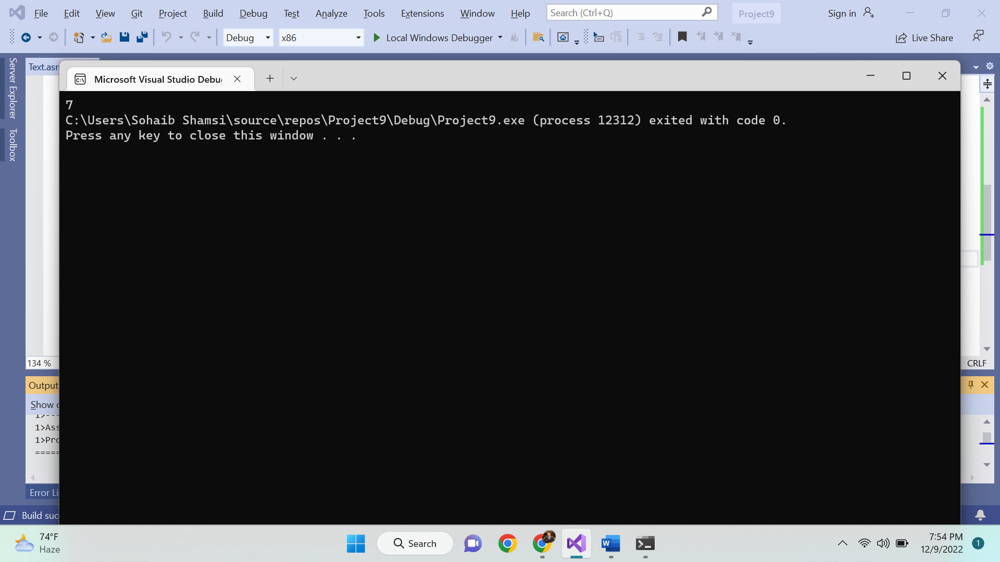 File Edit View Git Project Build Debug Test Analyze Tools Extensions Window Help Search (Ctrl+Q) Project9 Sign in
Debug x86 Local Windows Debugger Live Share
Server Explorer
Toolbox
Text.asm
Microsoft Visual Studio Debu
7
C:\Users\Sohaib Shamsi\source\repos\Project9\Debug\Project9.exe (process 12312) exited with code 0.
Press any key to close this window . . .
134 %
CRLF
Output
Show
1>---
1>Ass
1>Pro
=====
Error Li
Build suc
74°F
Haze
Search
7:54 PM
12/9/2022
1